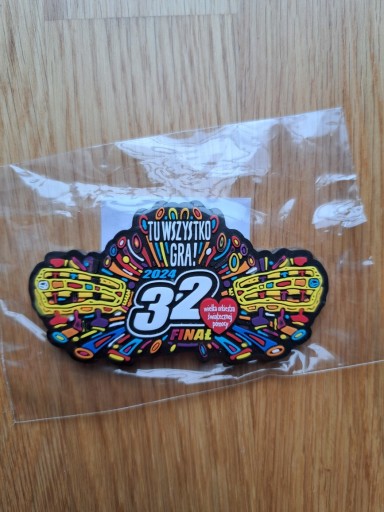 TU WSZYSTKO
GRA!
2024
32
FINAŁ
wielka orkiestra
świątecznej
pomocy